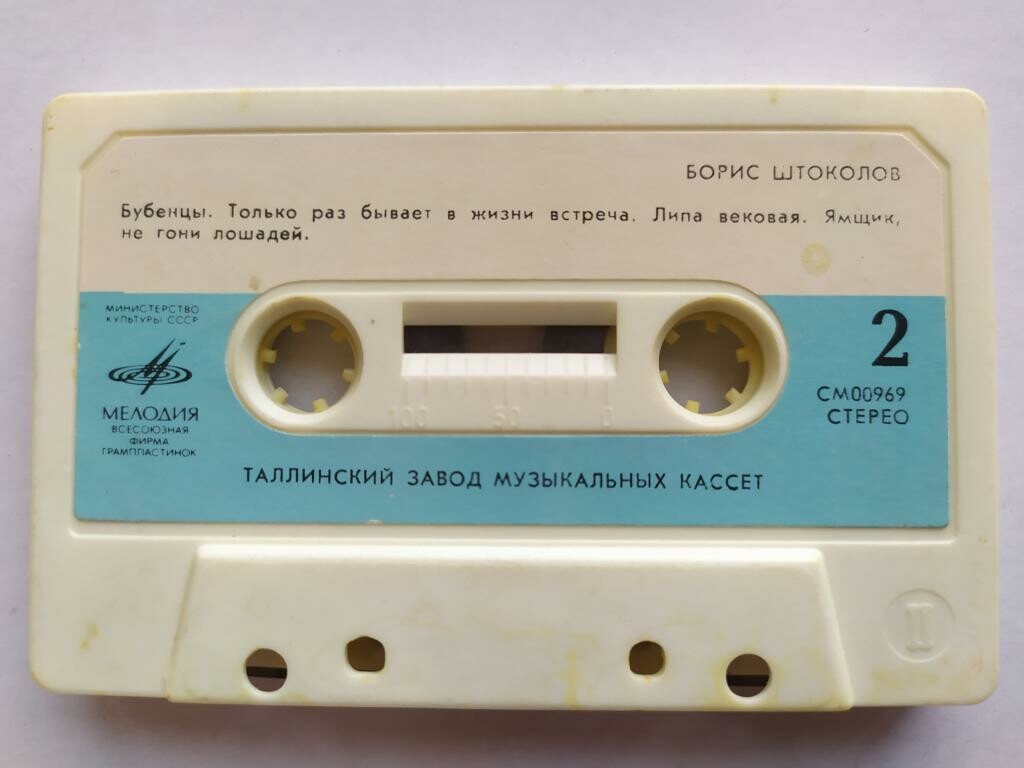 БОРИС ШТОКОЛОВ
Бубенцы. Только раз бывает в жизни встреча. Липа вековая. Ямщик,
не гони лошадей.
МИНИСТЕРСТВО
КУЛЬТУРЫ СССР
МЕЛОДИЯ
ВСЕСОЮЗНАЯ
ФИРМА
ГРАМПЛАСТИНОК
2
СМ00969
СТЕРЕО
100 50 0
ТАЛЛИНСКИЙ ЗАВОД МУЗЫКАЛЬНЫХ КАССЕТ
II